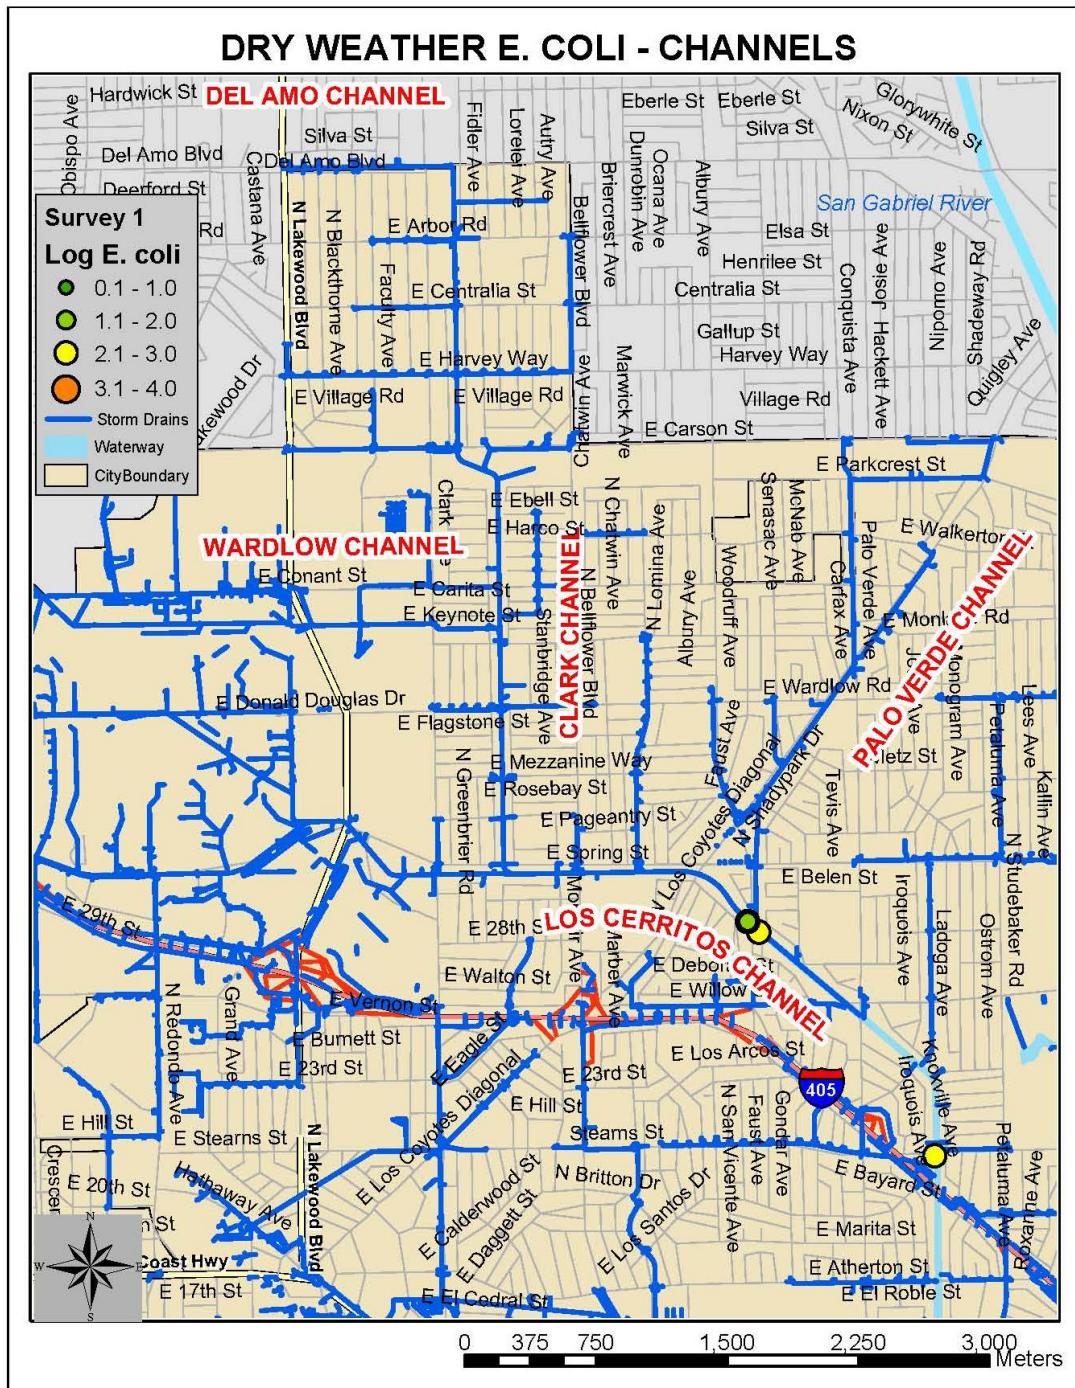 DRY WEATHER E. COLI - CHANNELS
Hardwick St
DEL AMO CHANNEL
Obispo Ave
Silva St
Del Amo Blvd
Del Amo Blvd
Deerford St
Castana Ave
Fidler Ave
Lorelei Ave
Autry Ave
Eberle St
Eberle St
Silva St
Nixon St
Glorywhite St
Dunrobin Ave
Ocana Ave
Briercrest Ave
Albury Ave
San Gabriel River
Survey 1
Log E. coli
0.1 - 1.0
1.1 - 2.0
2.1 - 3.0
3.1 - 4.0
Storm Drains
Waterway
CityBoundary
Rd
N Lakewood Blvd
N Blackthorne Ave
Faculty Ave
E Arbor Rd
E Centralia St
E Harvey Way
E Village Rd
E Village Rd
Bellflower Blvd
Chatwin Ave
Marwick Ave
Elsa St
Henrilee St
Centralia St
Gallup St
Harvey Way
Village Rd
E Carson St
Conquista Ave
Josie Ave
Hackett Ave
Nipomo Ave
Shadeway Rd
Quigley Ave
akewood Dr
E Parkcrest St
Clark
E Ebell St
E Harco St
N Chatwin Ave
N Lomina Ave
Senasac Ave
McNab Ave
E Walkerton
WARDLOW CHANNEL
CLARK CHANNEL
PALO VERDE CHANNEL
E Conant St
E Carita St
E Keynote St
Stanbridge Ave
N Bellflower Blvd
Albury Ave
Woodruff Ave
Carfax Ave
Palo Verde Ave
E Monl
Rd
Monogram Ave
E Donald Douglas Dr
E Flagstone St
E Wardlow Rd
Ave
Lees Ave
Petaluma Ave
Kallin Ave
E Mezzanine Way
E Rosebay St
E Pageantry St
E Spring St
N Greenbrier Rd
Faust Ave
N Los Coyotes Diagonal
N Shadypark Dr
Tevis Ave
letz St
E Belen St
N Studebaker Rd
Iroquois Ave
Ladoga Ave
Ostrom Ave
E 29th St
E 28th S
LOS CERRITOS CHANNEL
E Walton St
Marber Ave
E Willow
N Redondo Ave
Grand Ave
E Vernon St
E Burnett St
E 23rd St
E Eagle St
E Los Coyotes Diagonal
E 23rd St
E Hill St
E Los Arcos St
405
Knoxville Ave
Iroquois Ave
E Hill St
E Stearns St
Stearns St
N San Vicente Ave
Faust Ave
Gondar Ave
E Bayard St
Petaluma Ave
Roxanne Ave
Crescen
E 20th St
Hathaway Ave
N Lakewood Blvd
E Calderwood St
E Daggett St
N Britton Dr
E Los Santos Dr
E Marita St
E Atherton St
E El Roble St
n St
Coast Hwy
E 17th St
E El Cedral St
N
W
E
S
0 375 750 1,500 2,250 3,000
Meters